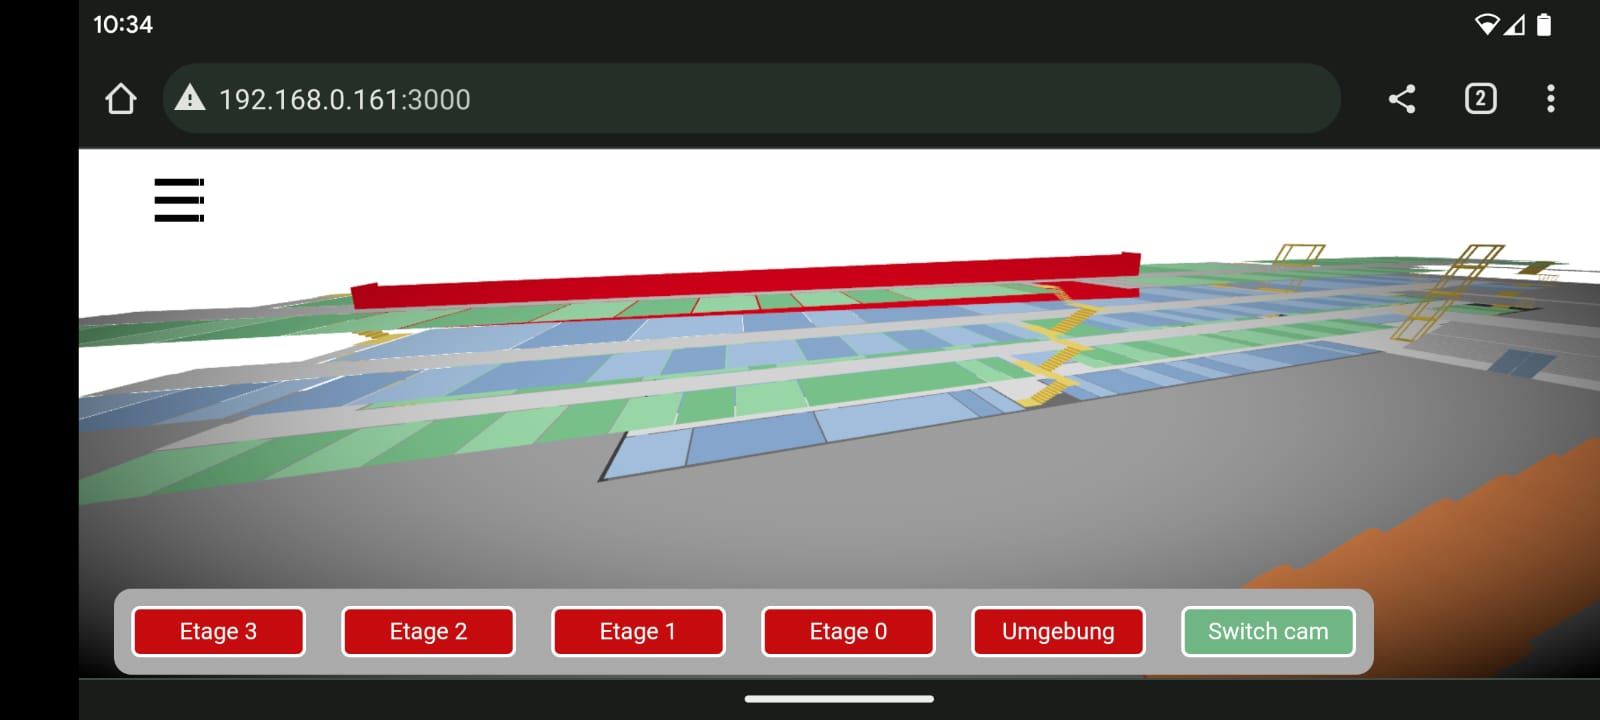 10:34
192.168.0.161:3000
2
Etage 3 Etage 2 Etage 1 Etage 0 Umgebung Switch cam